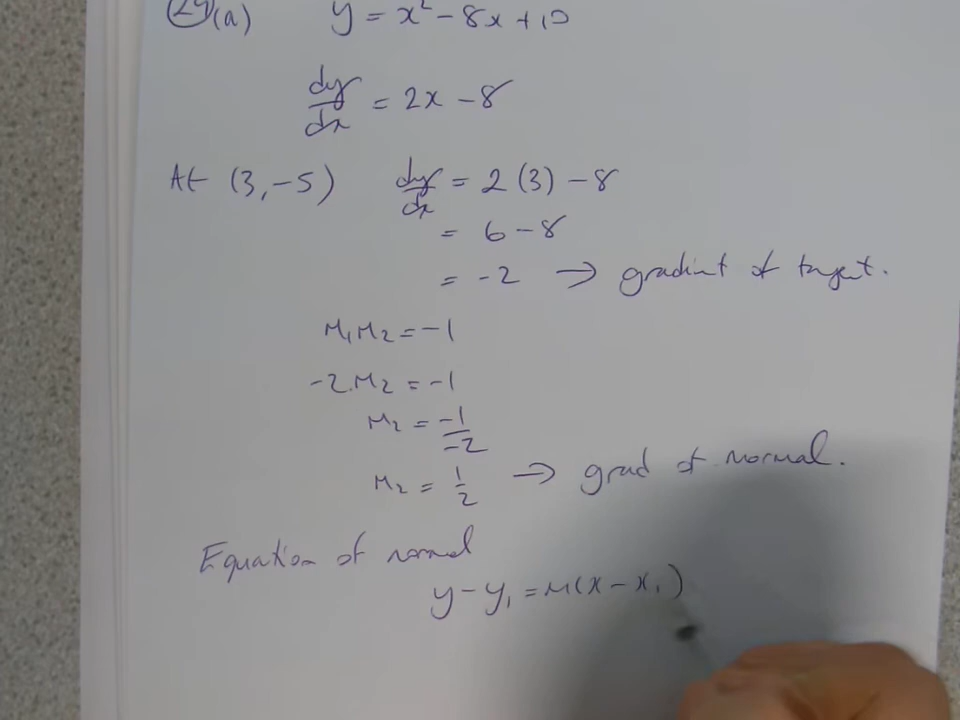 24(a) y = x² - 8x + 10
dy/dx = 2x - 8
At (3, -5) dy/dx = 2(3) - 8
= 6 - 8
= -2 → gradient of tangent.
M₁M₂ = -1
-2.M₂ = -1
M₂ = -1/-2
M₂ = 1/2 → grad of normal.
Equation of normal
y - y₁ = M(x - x₁)